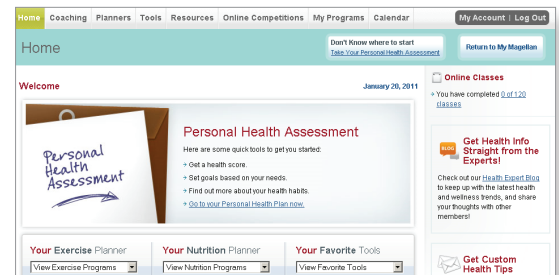 Home Coaching Planners Tools Resources Online Competitions My Programs Calendar My Account | Log Out
Home
Don't Know where to start
Take Your Personal Health Assessment
Return to My Magellan
Welcome January 20, 2011
Personal
Health
Assessment
Personal Health Assessment
Here are some quick tools to get you started:
Get a health score.
Set goals based on your needs.
Find out more about your health habits.
Go to your Personal Health Plan now.
Your Exercise Planner
View Exercise Programs
Your Nutrition Planner
View Nutrition Programs
Your Favorite Tools
View Favorite Tools
Online Classes
You have completed 0 of 120
classes
BLOG
Get Health Info
Straight from the
Experts!
Check out our Health Expert Blog
to keep up with the latest health
and wellness trends, and share
your thoughts with other
members!
Get Custom
Health Tips